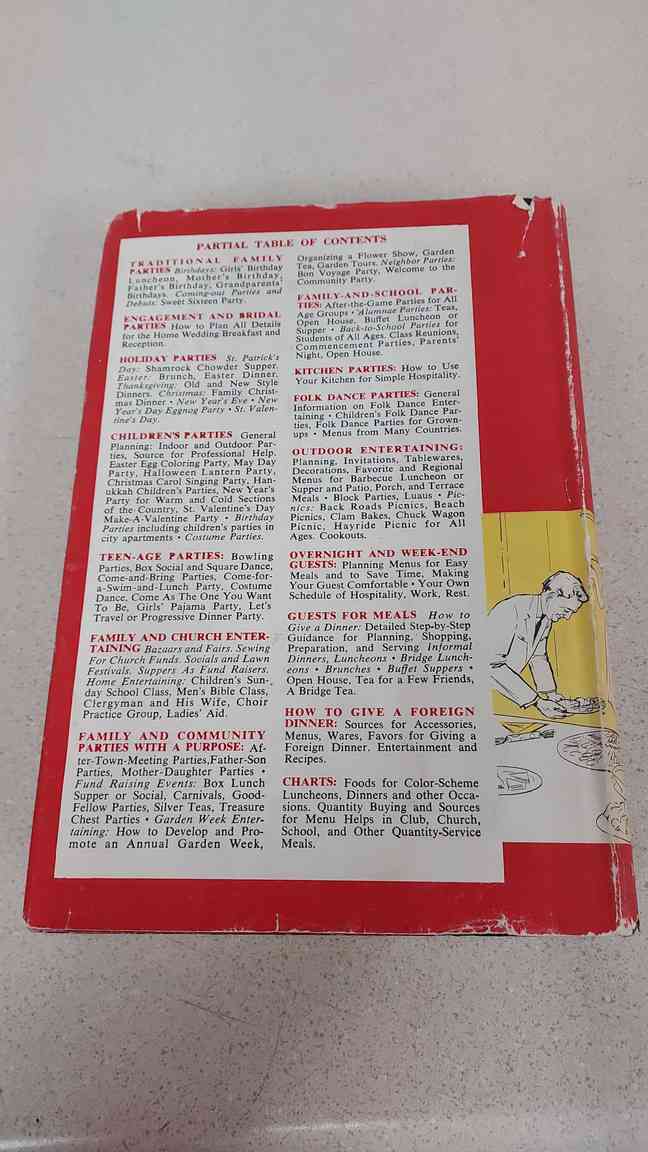 PARTIAL TABLE OF CONTENTS
TRADITIONAL FAMILY
PARTIES Birthdays: Girls' Birthday
Luncheon, Mother's Birthday,
Father's Birthday, Grandparents'
Birthdays. Coming-out Parties and
Debuts: Sweet Sixteen Party.
ENGAGEMENT AND BRIDAL
PARTIES How to Plan All Details
for the Home Wedding Breakfast and
Reception.
HOLIDAY PARTIES St. Patrick's
Day: Shamrock Chowder Supper.
Easter: Brunch, Easter Dinner.
Thanksgiving: Old and New Style
Dinners. Christmas: Family Christ-
mas Dinner • New Year's Eve • New
Year's Day Eggnog Party • St. Valen-
tine's Day.
CHILDREN'S PARTIES General
Planning: Indoor and Outdoor Par-
ties, Source for Professional Help.
Easter Egg Coloring Party, May Day
Party, Halloween Lantern Party,
Christmas Carol Singing Party, Han-
ukkah Children's Parties, New Year's
Party for Warm and Cold Sections
of the Country, St. Valentine's Day
Make-A-Valentine Party • Birthday
Parties including children's parties in
city apartments • Costume Parties.
TEEN-AGE PARTIES: Bowling
Parties, Box Social and Square Dance,
Come-and-Bring Parties, Come-for-
a-Swim-and-Lunch Party, Costume
Dance, Come As The One You Want
To Be, Girls' Pajama Party, Let's
Travel or Progressive Dinner Party.
FAMILY AND CHURCH ENTER-
TAINING Bazaars and Fairs. Sewing
For Church Funds. Socials and Lawn
Festivals. Suppers As Fund Raisers.
Home Entertaining: Children's Sun-
day School Class, Men's Bible Class,
Clergyman and His Wife, Choir
Practice Group, Ladies' Aid.
FAMILY AND COMMUNITY
PARTIES WITH A PURPOSE: Af-
ter-Town-Meeting Parties, Father-Son
Parties, Mother-Daughter Parties •
Fund Raising Events: Box Lunch
Supper or Social, Carnivals, Good-
Fellow Parties, Silver Teas, Treasure
Chest Parties • Garden Week Enter-
taining: How to Develop and Pro-
mote an Annual Garden Week,
Organizing a Flower Show, Garden
Tea, Garden Tours. Neighbor Parties:
Bon Voyage Party, Welcome to the
Community Party.
FAMILY-AND-SCHOOL PAR-
TIES: After-the-Game Parties for All
Age Groups • Alumnae Parties: Teas,
Open House, Buffet Luncheon or
Supper • Back-to-School Parties for
Students of All Ages. Class Reunions,
Commencement Parties, Parents'
Night, Open House.
KITCHEN PARTIES: How to Use
Your Kitchen for Simple Hospitality.
FOLK DANCE PARTIES: General
Information on Folk Dance Enter-
taining • Children's Folk Dance Par-
ties, Folk Dance Parties for Grown-
ups • Menus from Many Countries.
OUTDOOR ENTERTAINING:
Planning, Invitations, Tablewares,
Decorations, Favorite and Regional
Menus for Barbecue Luncheon or
Supper and Patio, Porch, and Terrace
Meals • Block Parties, Luaus • Pic-
nics: Back Roads Picnics, Beach
Picnics, Clam Bakes, Chuck Wagon
Picnic, Hayride Picnic for All
Ages. Cookouts.
OVERNIGHT AND WEEK-END
GUESTS: Planning Menus for Easy
Meals and to Save Time, Making
Your Guest Comfortable • Your Own
Schedule of Hospitality, Work, Rest.
GUESTS FOR MEALS How to
Give a Dinner: Detailed Step-by-Step
Guidance for Planning, Shopping,
Preparation, and Serving Informal
Dinners, Luncheons • Bridge Lunch-
eons • Brunches • Buffet Suppers •
Open House, Tea for a Few Friends,
A Bridge Tea.
HOW TO GIVE A FOREIGN
DINNER: Sources for Accessories,
Menus, Wares, Favors for Giving a
Foreign Dinner. Entertainment and
Recipes.
CHARTS: Foods for Color-Scheme
Luncheons, Dinners and other Occa-
sions. Quantity Buying and Sources
for Menu Helps in Club, Church,
School, and Other Quantity-Service
Meals.